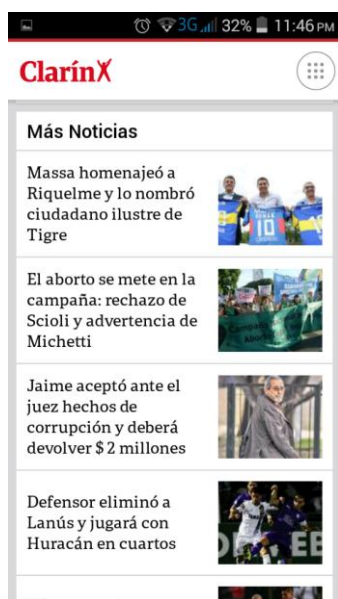 3G 32% 11:46 PM
ClarínX
Más Noticias
Massa homenajeó a
Riquelme y lo nombró
ciudadano ilustre de
Tigre
10
El aborto se mete en la
campaña: rechazo de
Scioli y advertencia de
Michetti
Jaime aceptó ante el
juez hechos de
corrupción y deberá
devolver $ 2 millones
Defensor eliminó a
Lanús y jugará con
Huracán en cuartos